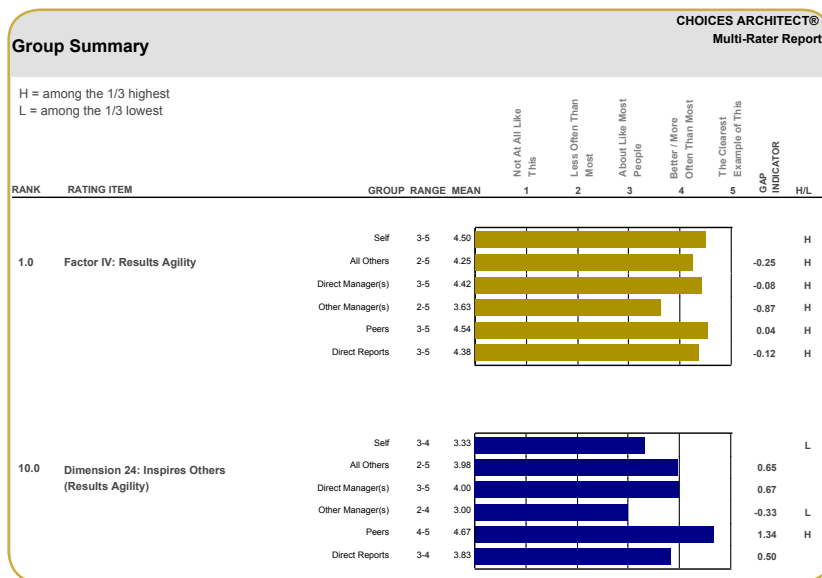 CHOICES ARCHITECT®
Group Summary
Multi-Rater Report
H = among the 1/3 highest
L = among the 1/3 lowest
Not At All Like This
Less Often Than Most
About Like Most People
Better / More Often Than Most
The Clearest Example of This
GAP INDICATOR
RANK RATING ITEM GROUP RANGE MEAN 1 2 3 4 5 H/L
Self 3-5 4.50 H
1.0 Factor IV: Results Agility All Others 2-5 4.25 -0.25 H
Direct Manager(s) 3-5 4.42 -0.08 H
Other Manager(s) 2-5 3.63 -0.87 H
Peers 3-5 4.54 0.04 H
Direct Reports 3-5 4.38 -0.12 H
Self 3-4 3.33 L
10.0 Dimension 24: Inspires Others All Others 2-5 3.98 0.65
(Results Agility) Direct Manager(s) 3-5 4.00 0.67
Other Manager(s) 2-4 3.00 -0.33 L
Peers 4-5 4.67 1.34 H
Direct Reports 3-4 3.83 0.50